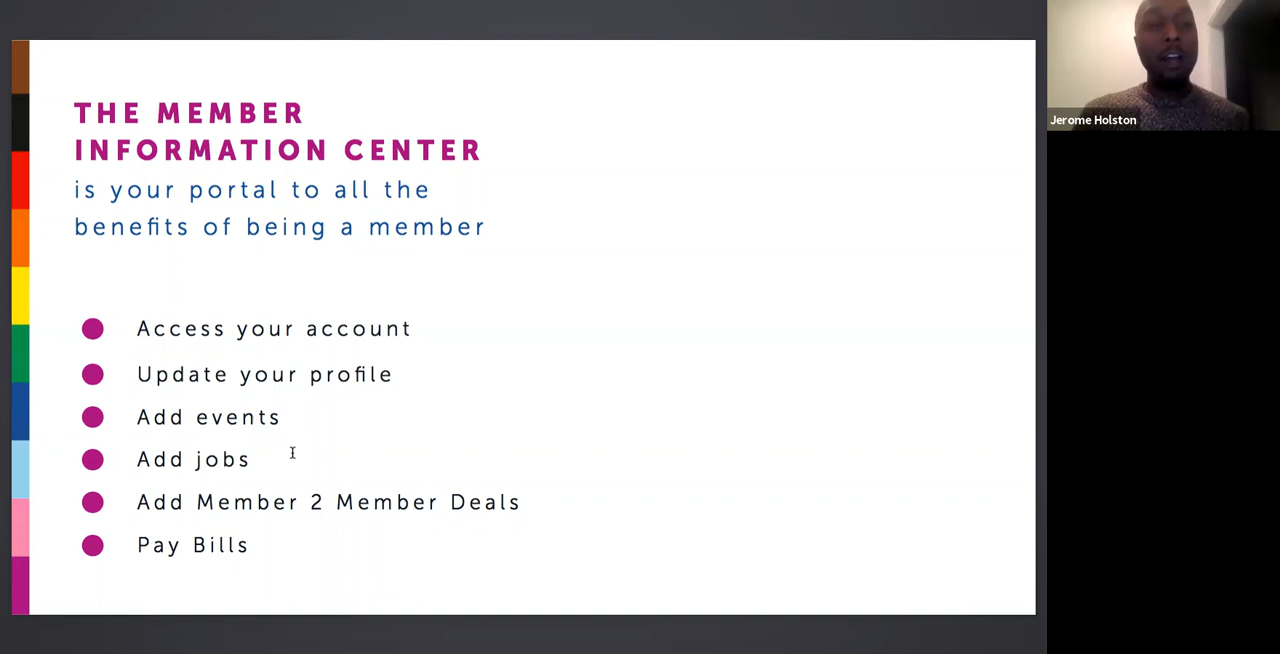 THE MEMBER
INFORMATION CENTER
is your portal to all the
benefits of being a member
Access your account
Update your profile
Add events
Add jobs
Add Member 2 Member Deals
Pay Bills
Jerome Holston